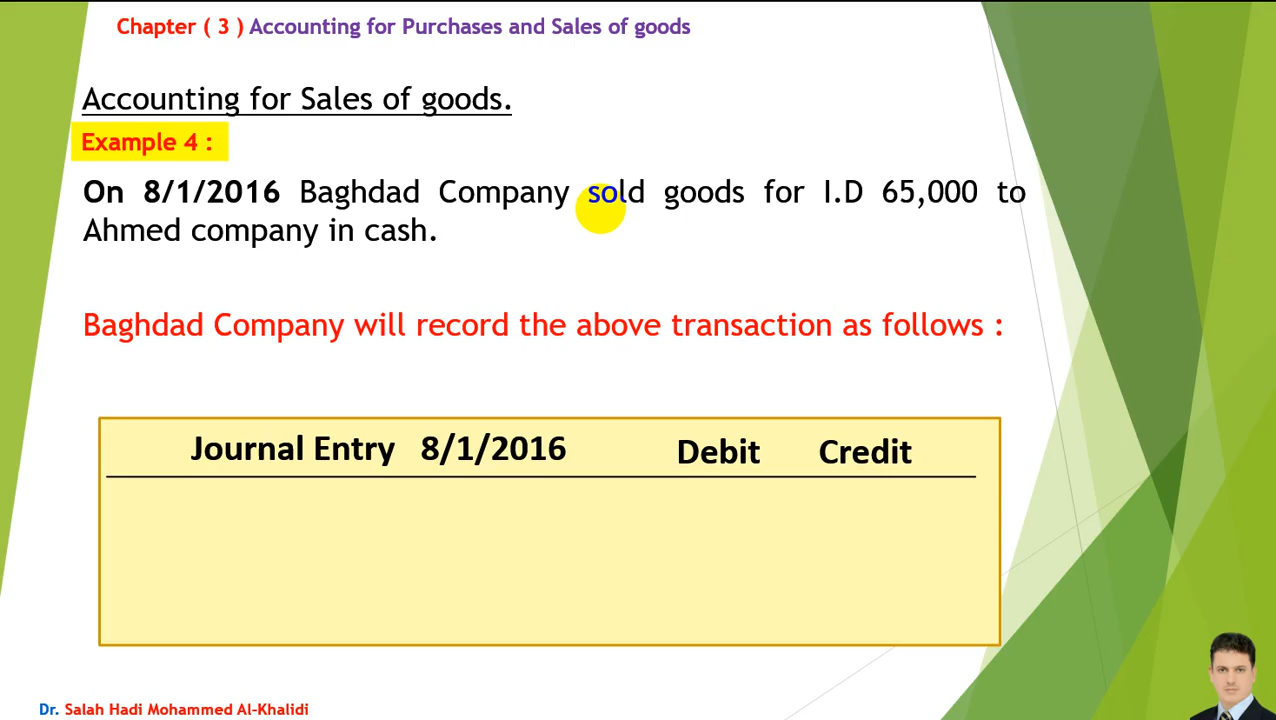 Chapter ( 3 ) Accounting for Purchases and Sales of goods
Accounting for Sales of goods.
Example 4 :
On 8/1/2016 Baghdad Company sold goods for I.D 65,000 to
Ahmed company in cash.
Baghdad Company will record the above transaction as follows :
Journal Entry 8/1/2016 Debit Credit
Dr. Salah Hadi Mohammed Al-Khalidi